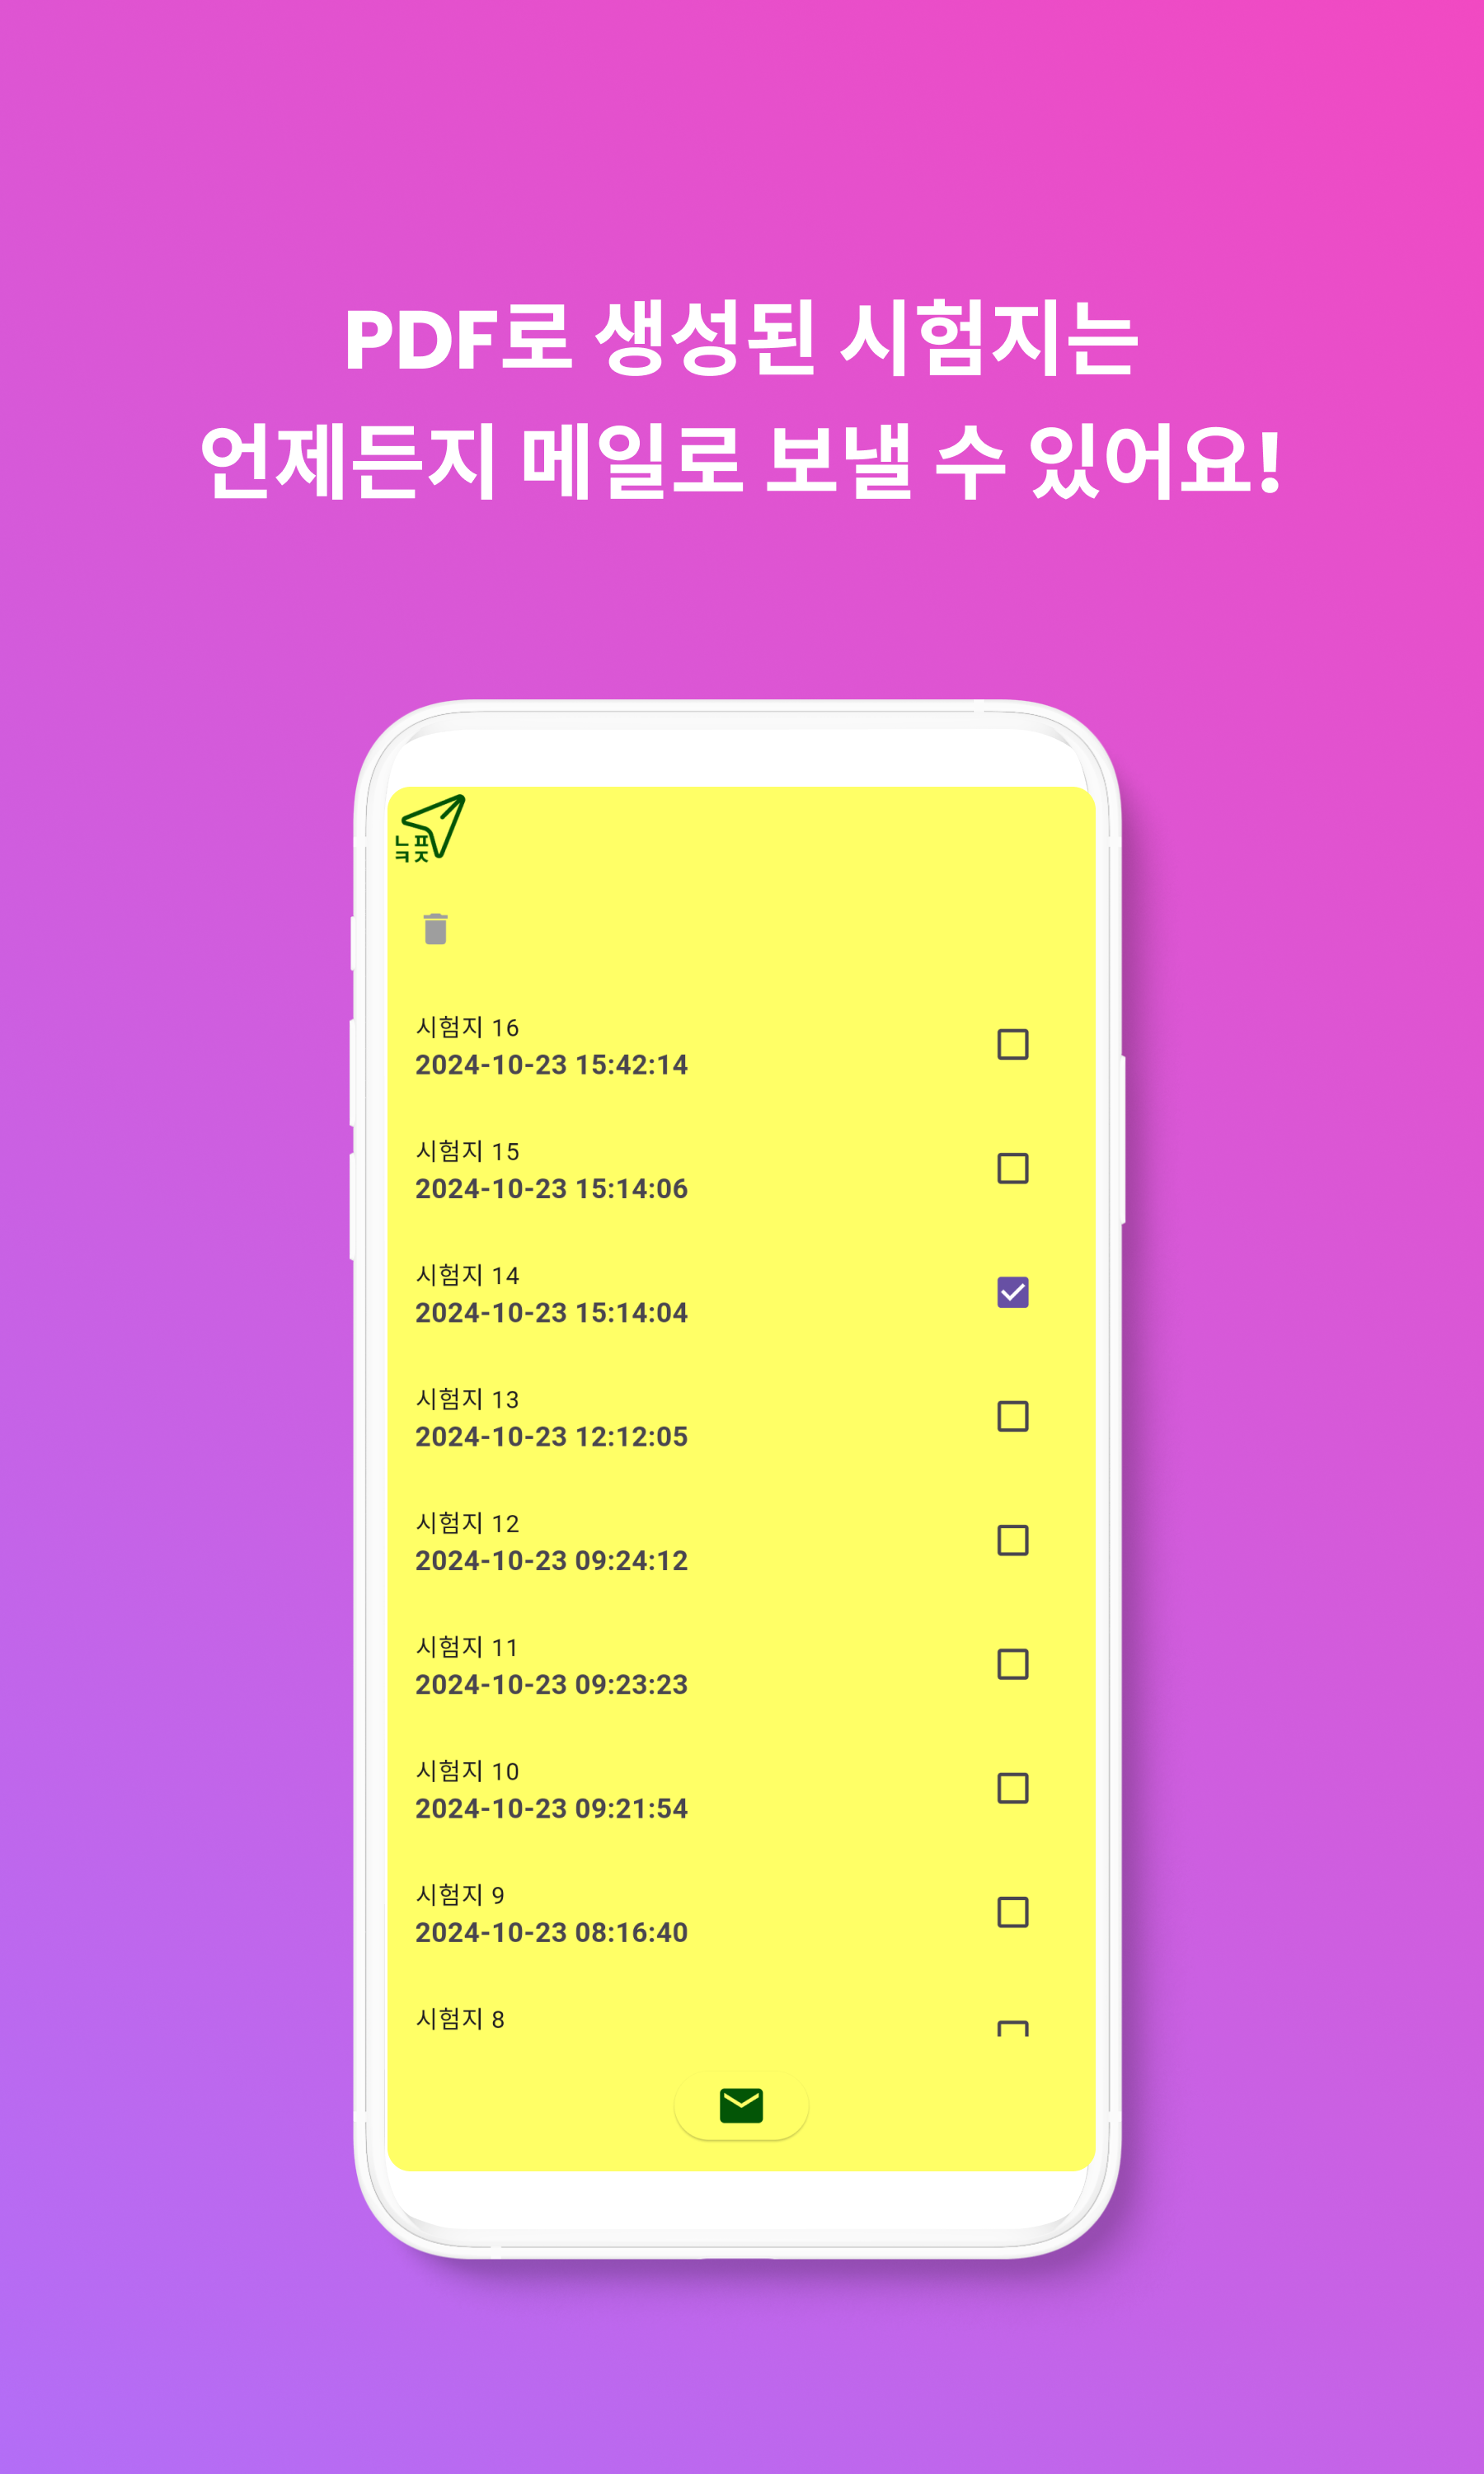 PDF로 생성된 시험지는
언제든지 메일로 보낼 수 있어요!
ㄴ ㅍ
ㅋ ㅈ
시험지 16
2024-10-23 15:42:14
시험지 15
2024-10-23 15:14:06
시험지 14
2024-10-23 15:14:04
시험지 13
2024-10-23 12:12:05
시험지 12
2024-10-23 09:24:12
시험지 11
2024-10-23 09:23:23
시험지 10
2024-10-23 09:21:54
시험지 9
2024-10-23 08:16:40
시험지 8